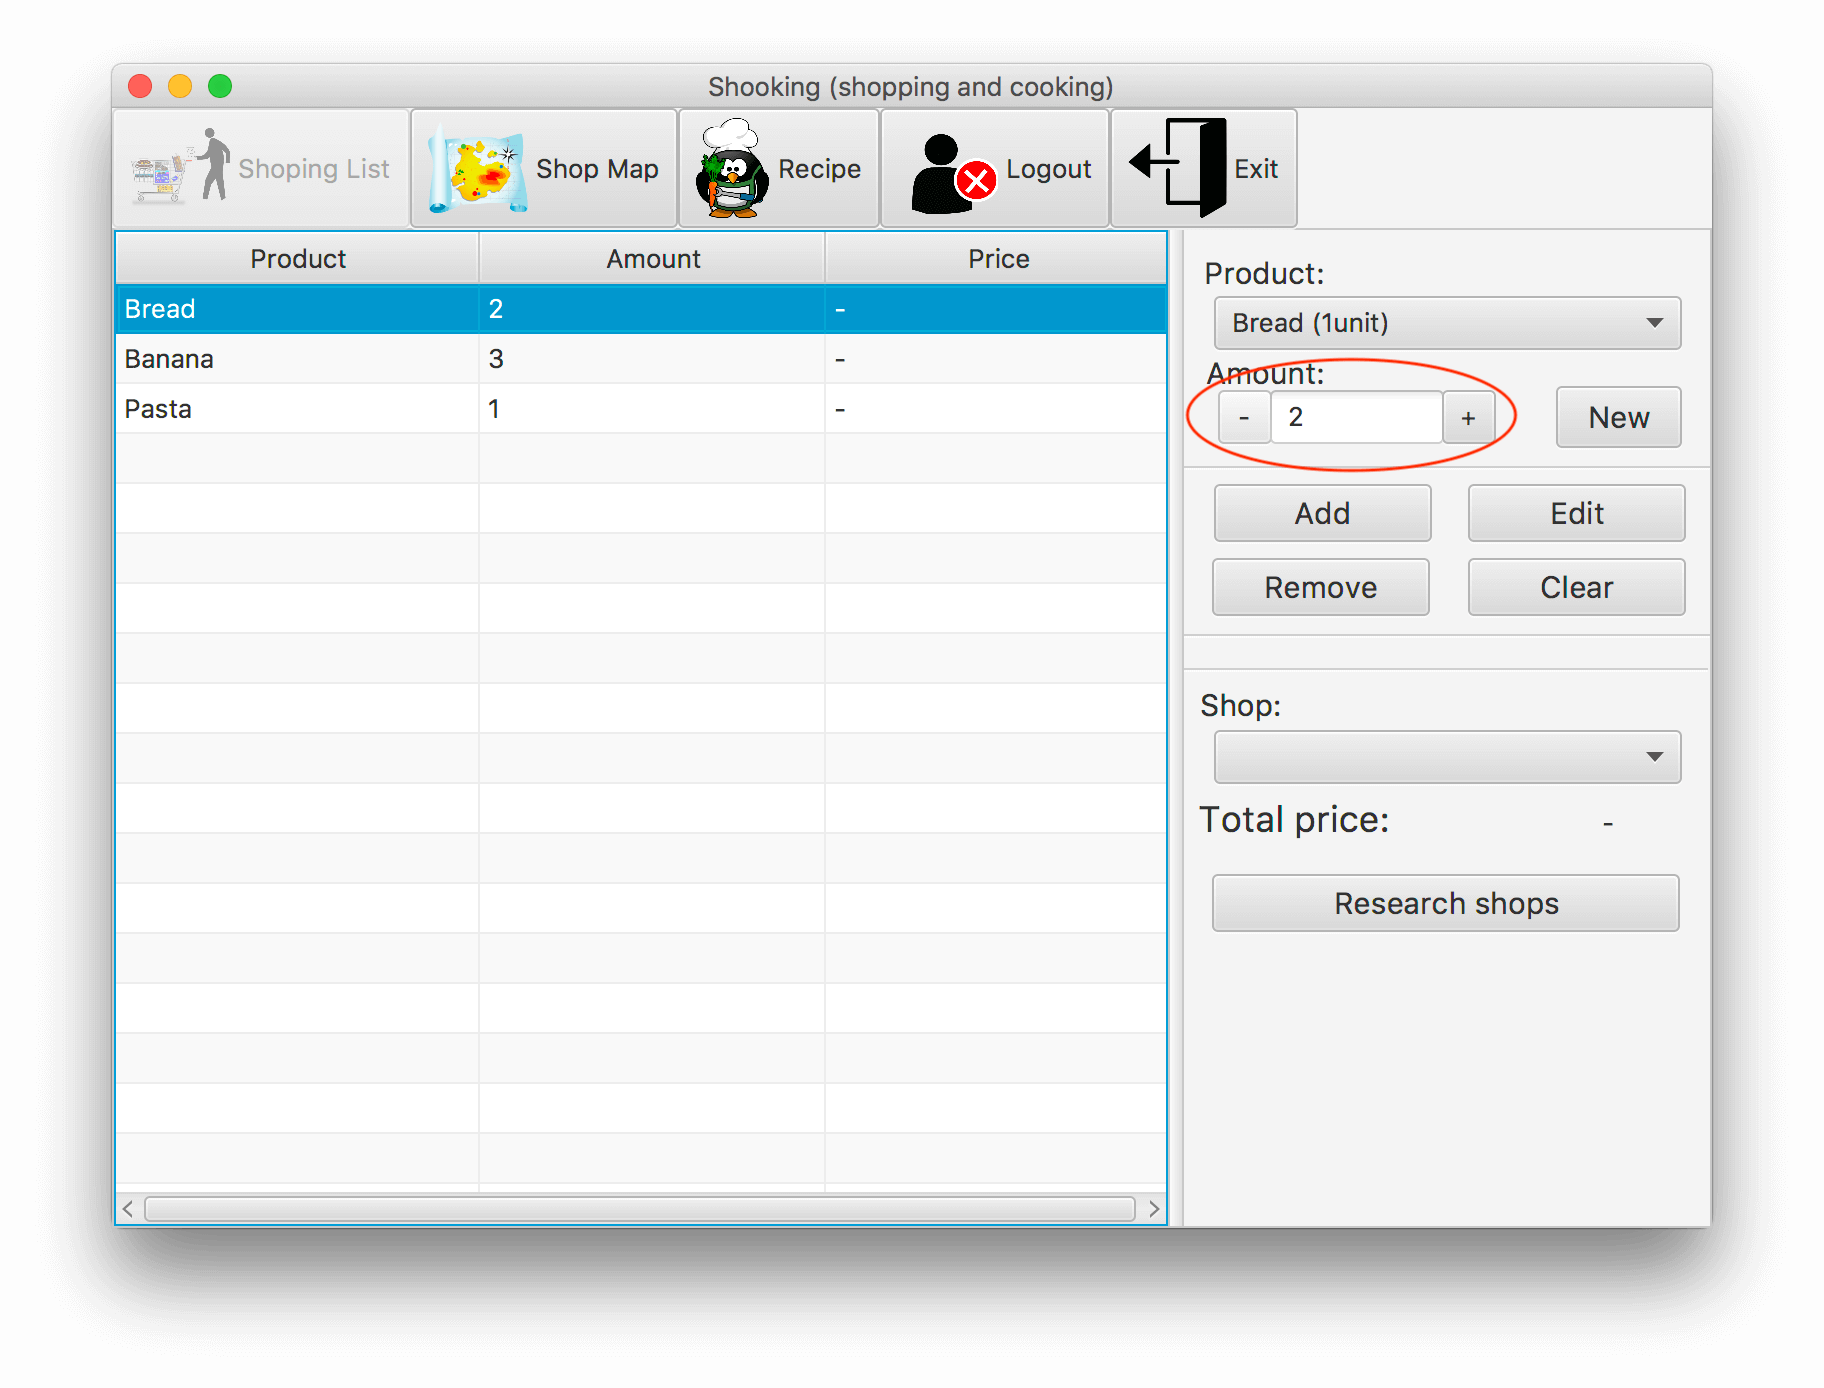 Shooking (shopping and cooking)
Shoping List
Shop Map
Recipe
Logout
Exit
Product Amount Price
Bread 2 -
Banana 3 -
Pasta 1 -
Product:
Bread (1unit)
Amount:
- 2 +
New
Add Edit
Remove Clear
Shop:
Total price: -
Research shops